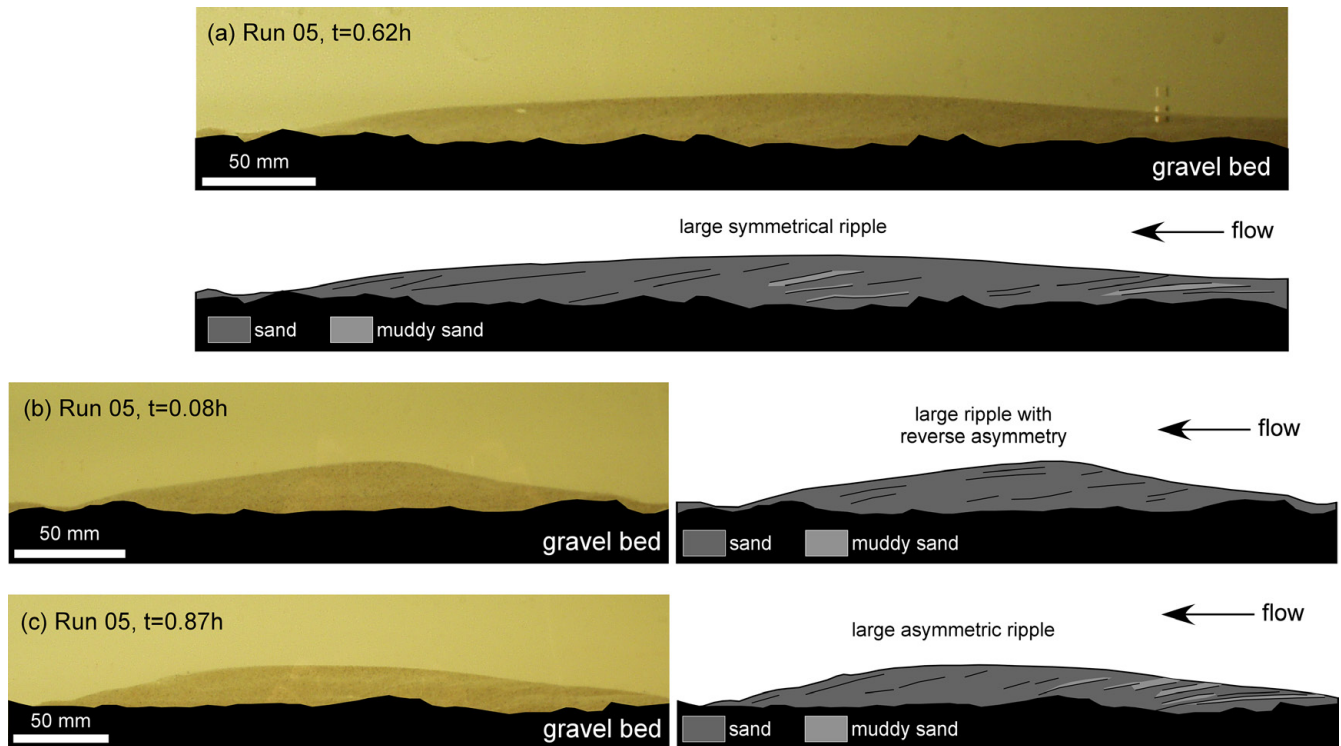 (a) Run 05, t=0.62h
50 mm
gravel bed
large symmetrical ripple
flow
sand
muddy sand
(b) Run 05, t=0.08h
50 mm
gravel bed
large ripple with
reverse asymmetry
flow
sand
muddy sand
(c) Run 05, t=0.87h
50 mm
gravel bed
large asymmetric ripple
flow
sand
muddy sand